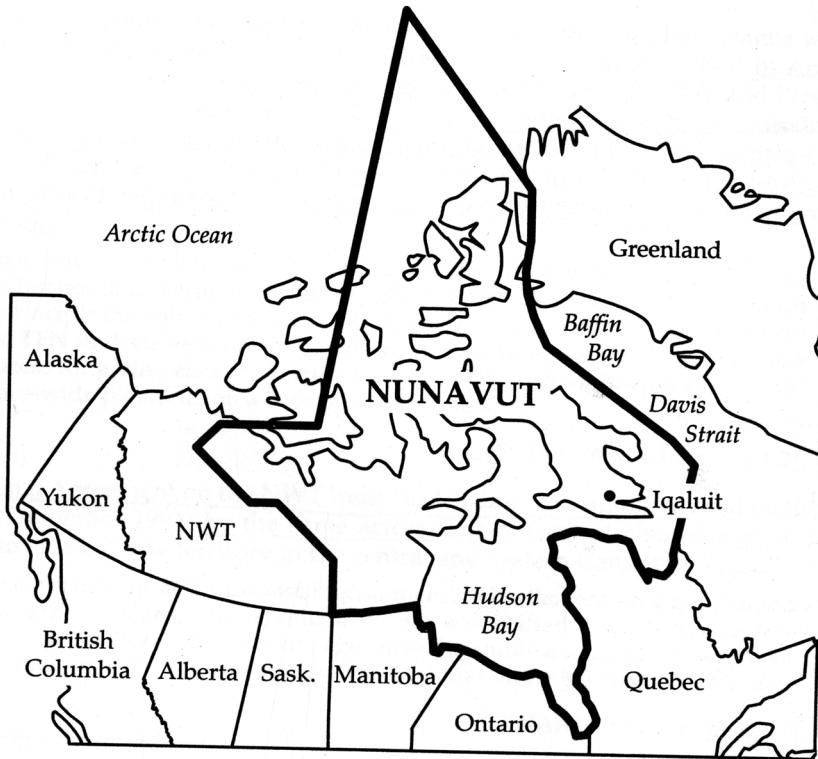 Arctic Ocean
Greenland
Baffin
Bay
Alaska
NUNAVUT
Davis
Strait
Yukon
Iqaluit
NWT
Hudson
Bay
British
Columbia
Alberta
Sask.
Manitoba
Quebec
Ontario